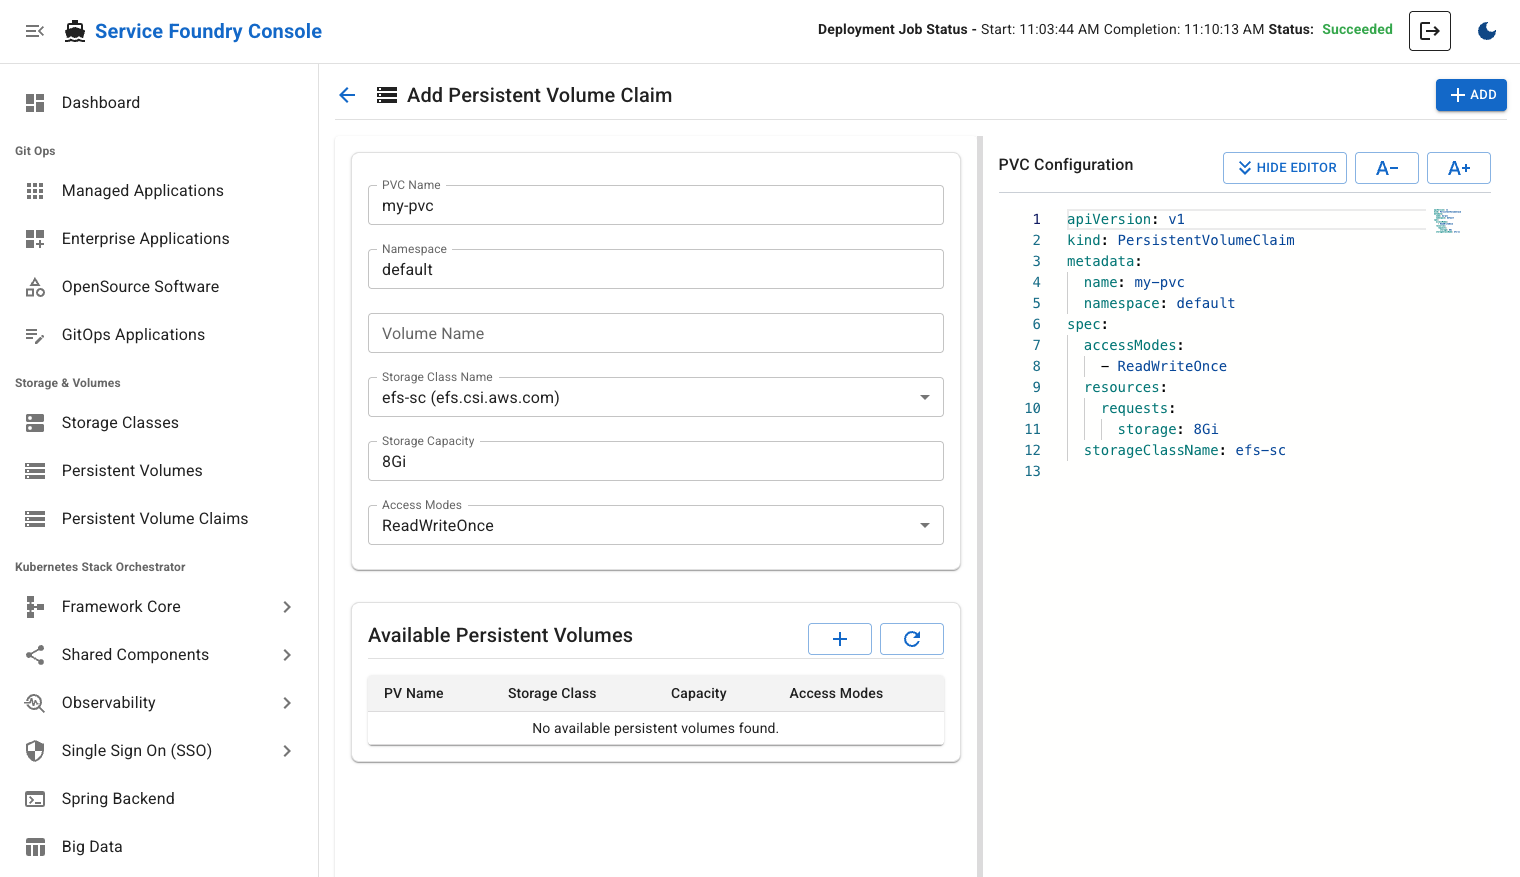 Service Foundry Console
Deployment Job Status - Start: 11:03:44 AM Completion: 11:10:13 AM Status: Succeeded
Dashboard
Git Ops
Managed Applications
Enterprise Applications
OpenSource Software
GitOps Applications
Storage & Volumes
Storage Classes
Persistent Volumes
Persistent Volume Claims
Kubernetes Stack Orchestrator
Framework Core
Shared Components
Observability
Single Sign On (SSO)
Spring Backend
Big Data
Add Persistent Volume Claim
ADD
PVC Name
my-pvc
Namespace
default
Volume Name
Storage Class Name
efs-sc (efs.csi.aws.com)
Storage Capacity
8Gi
Access Modes
ReadWriteOnce
Available Persistent Volumes
PV Name Storage Class Capacity Access Modes
No available persistent volumes found.
PVC Configuration
HIDE EDITOR
A-
A+
1 apiVersion: v1
2 kind: PersistentVolumeClaim
3 metadata:
4 name: my-pvc
5 namespace: default
6 spec:
7 accessModes:
8 - ReadWriteOnce
9 resources:
10 requests:
11 storage: 8Gi
12 storageClassName: efs-sc
13